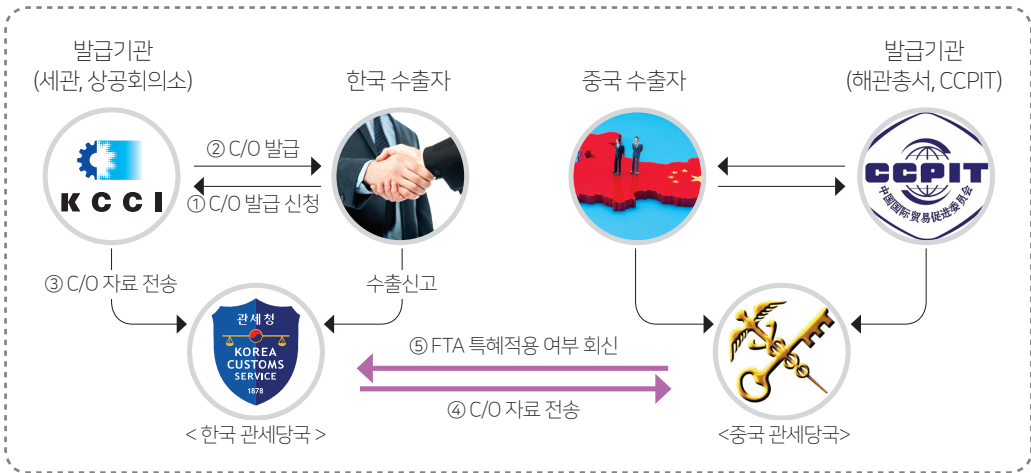 발급기관
(세관, 상공회의소)
한국 수출자
중국 수출자
발급기관
(해관총서, CCPIT)
KCCI
② C/O 발급
① C/O 발급 신청
CCPIT
中国国际贸易促进委员会
③ C/O 자료 전송
수출신고
관세청
KOREA
CUSTOMS
SERVICE
1878
⑤ FTA 특혜적용 여부 회신
④ C/O 자료 전송
< 한국 관세당국 >
<중국 관세당국>